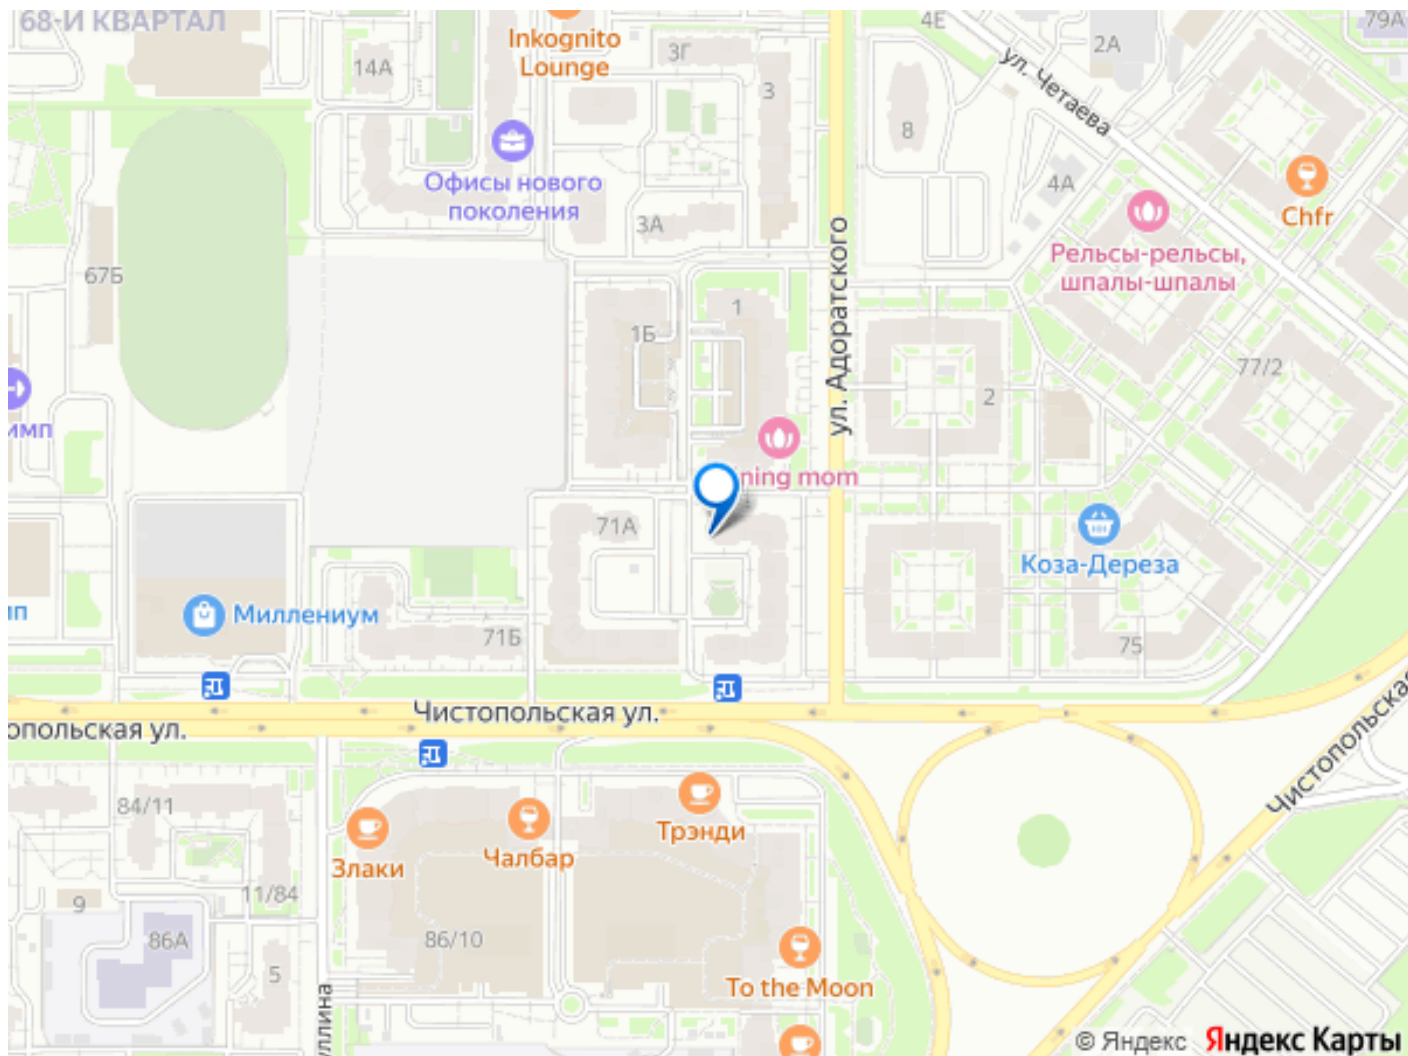 68-Й КВАРТАЛ
4Е
79А
Inkognito
Lounge
3Г
2А
14А
ул. Четаева
3
8
Офисы нового
поколения
4А
Chfr
3А
Рельсы-рельсы,
шпалы-шпалы
67Б
ул. Адоратского
1
1Б
77/2
2
имп
ning mom
71А
Коза-Дереза
Миллениум
71Б
75
Чистопольская ул.
опольская ул.
Чистопольская
84/11
Трэнди
Злаки
Чалбар
11/84
9
86А
86/10
5
To the Moon
уллина
© Яндекс Яндекс Карты